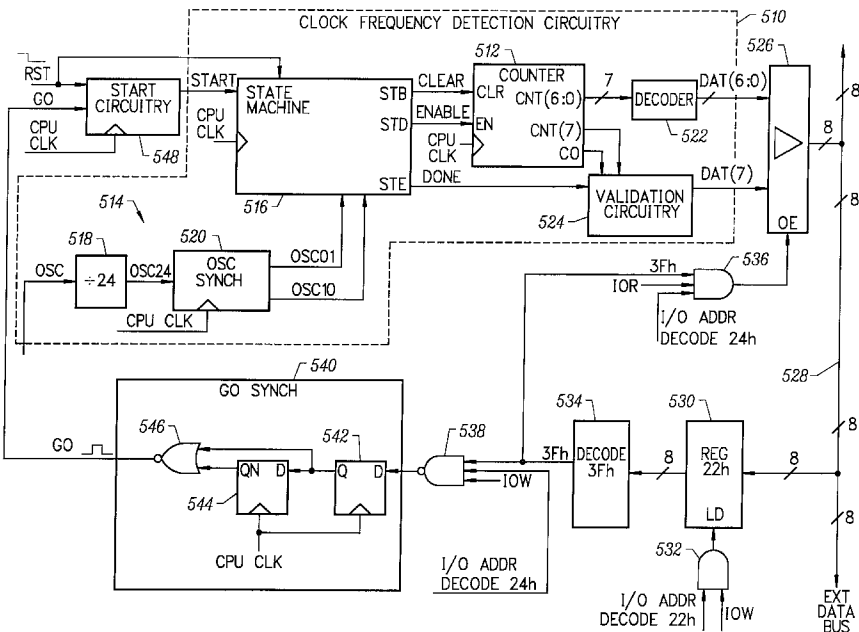 CLOCK FREQUENCY DETECTION CIRCUITRY
510
RST
GO
START
CIRCUITRY
CPU
CLK
548
START
STATE
MACHINE
CPU
CLK
STB
STD
STE
516
CLEAR
ENABLE
CPU
CLK
DONE
512
COUNTER
CLR
CNT(6:0)
EN
CNT(7)
CO
7
DECODER
522
DAT(6:0)
524
VALIDATION
CIRCUITRY
DAT(7)
526
OE
8
8
8
514
518
OSC
÷24
OSC24
520
OSC
SYNCH
OSC01
OSC10
CPU CLK
3Fh
IOR
I/O ADDR
DECODE 24h
536
528
540
GO SYNCH
GO
546
QN
D
544
542
Q
D
CPU CLK
538
3Fh
IOW
I/O ADDR
DECODE 24h
534
DECODE
3Fh
8
530
REG
22h
LD
8
8
8
532
I/O ADDR
DECODE 22h
IOW
EXT
DATA
BUS